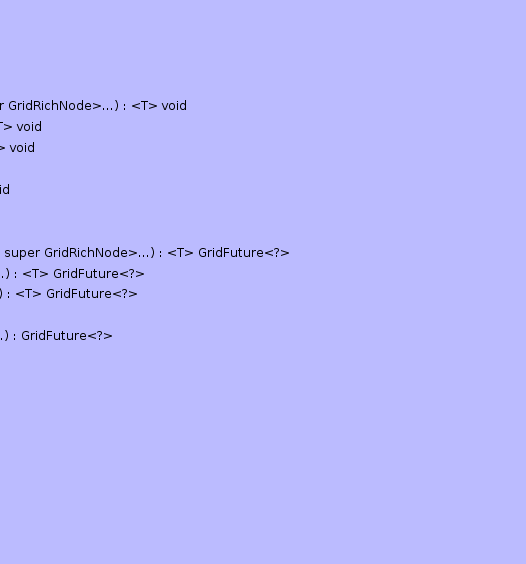 r GridRichNode>...) : <T> void
T> void
> void
id
super GridRichNode>...) : <T> GridFuture<?>
.) : <T> GridFuture<?>
) : <T> GridFuture<?>
.) : GridFuture<?>